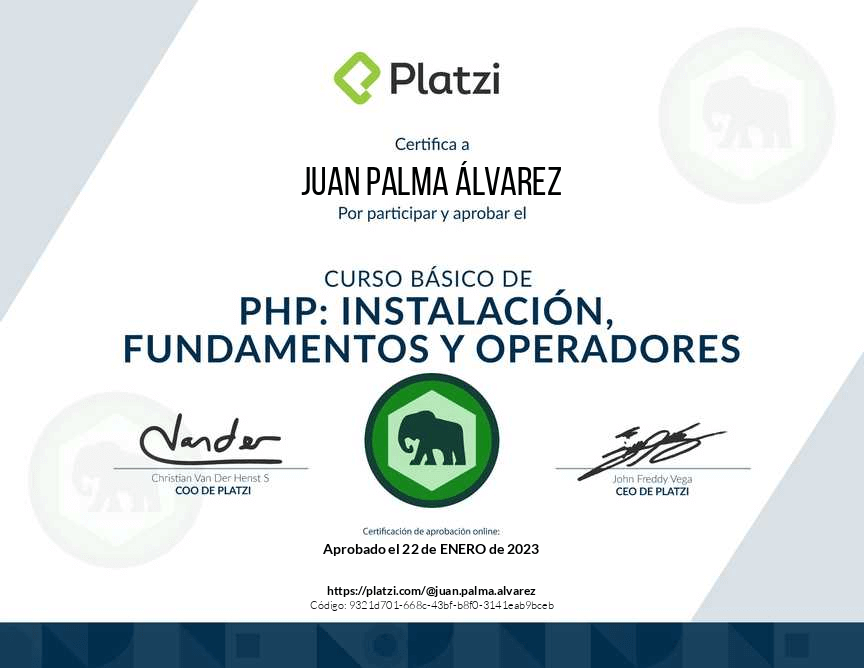 Platzi
Certifica a
JUAN PALMA ÁLVAREZ
Por participar y aprobar el
CURSO BÁSICO DE
PHP: INSTALACIÓN,
FUNDAMENTOS Y OPERADORES
Vander
Christian Van Der Henst S
COO DE PLATZI
John Freddy Vega
CEO DE PLATZI
Certificación de aprobación online:
Aprobado el 22 de ENERO de 2023
https://platzi.com/@juan.palma.alvarez
Código: 9321d701-668c-43bf-b8f0-3141eab9bceb